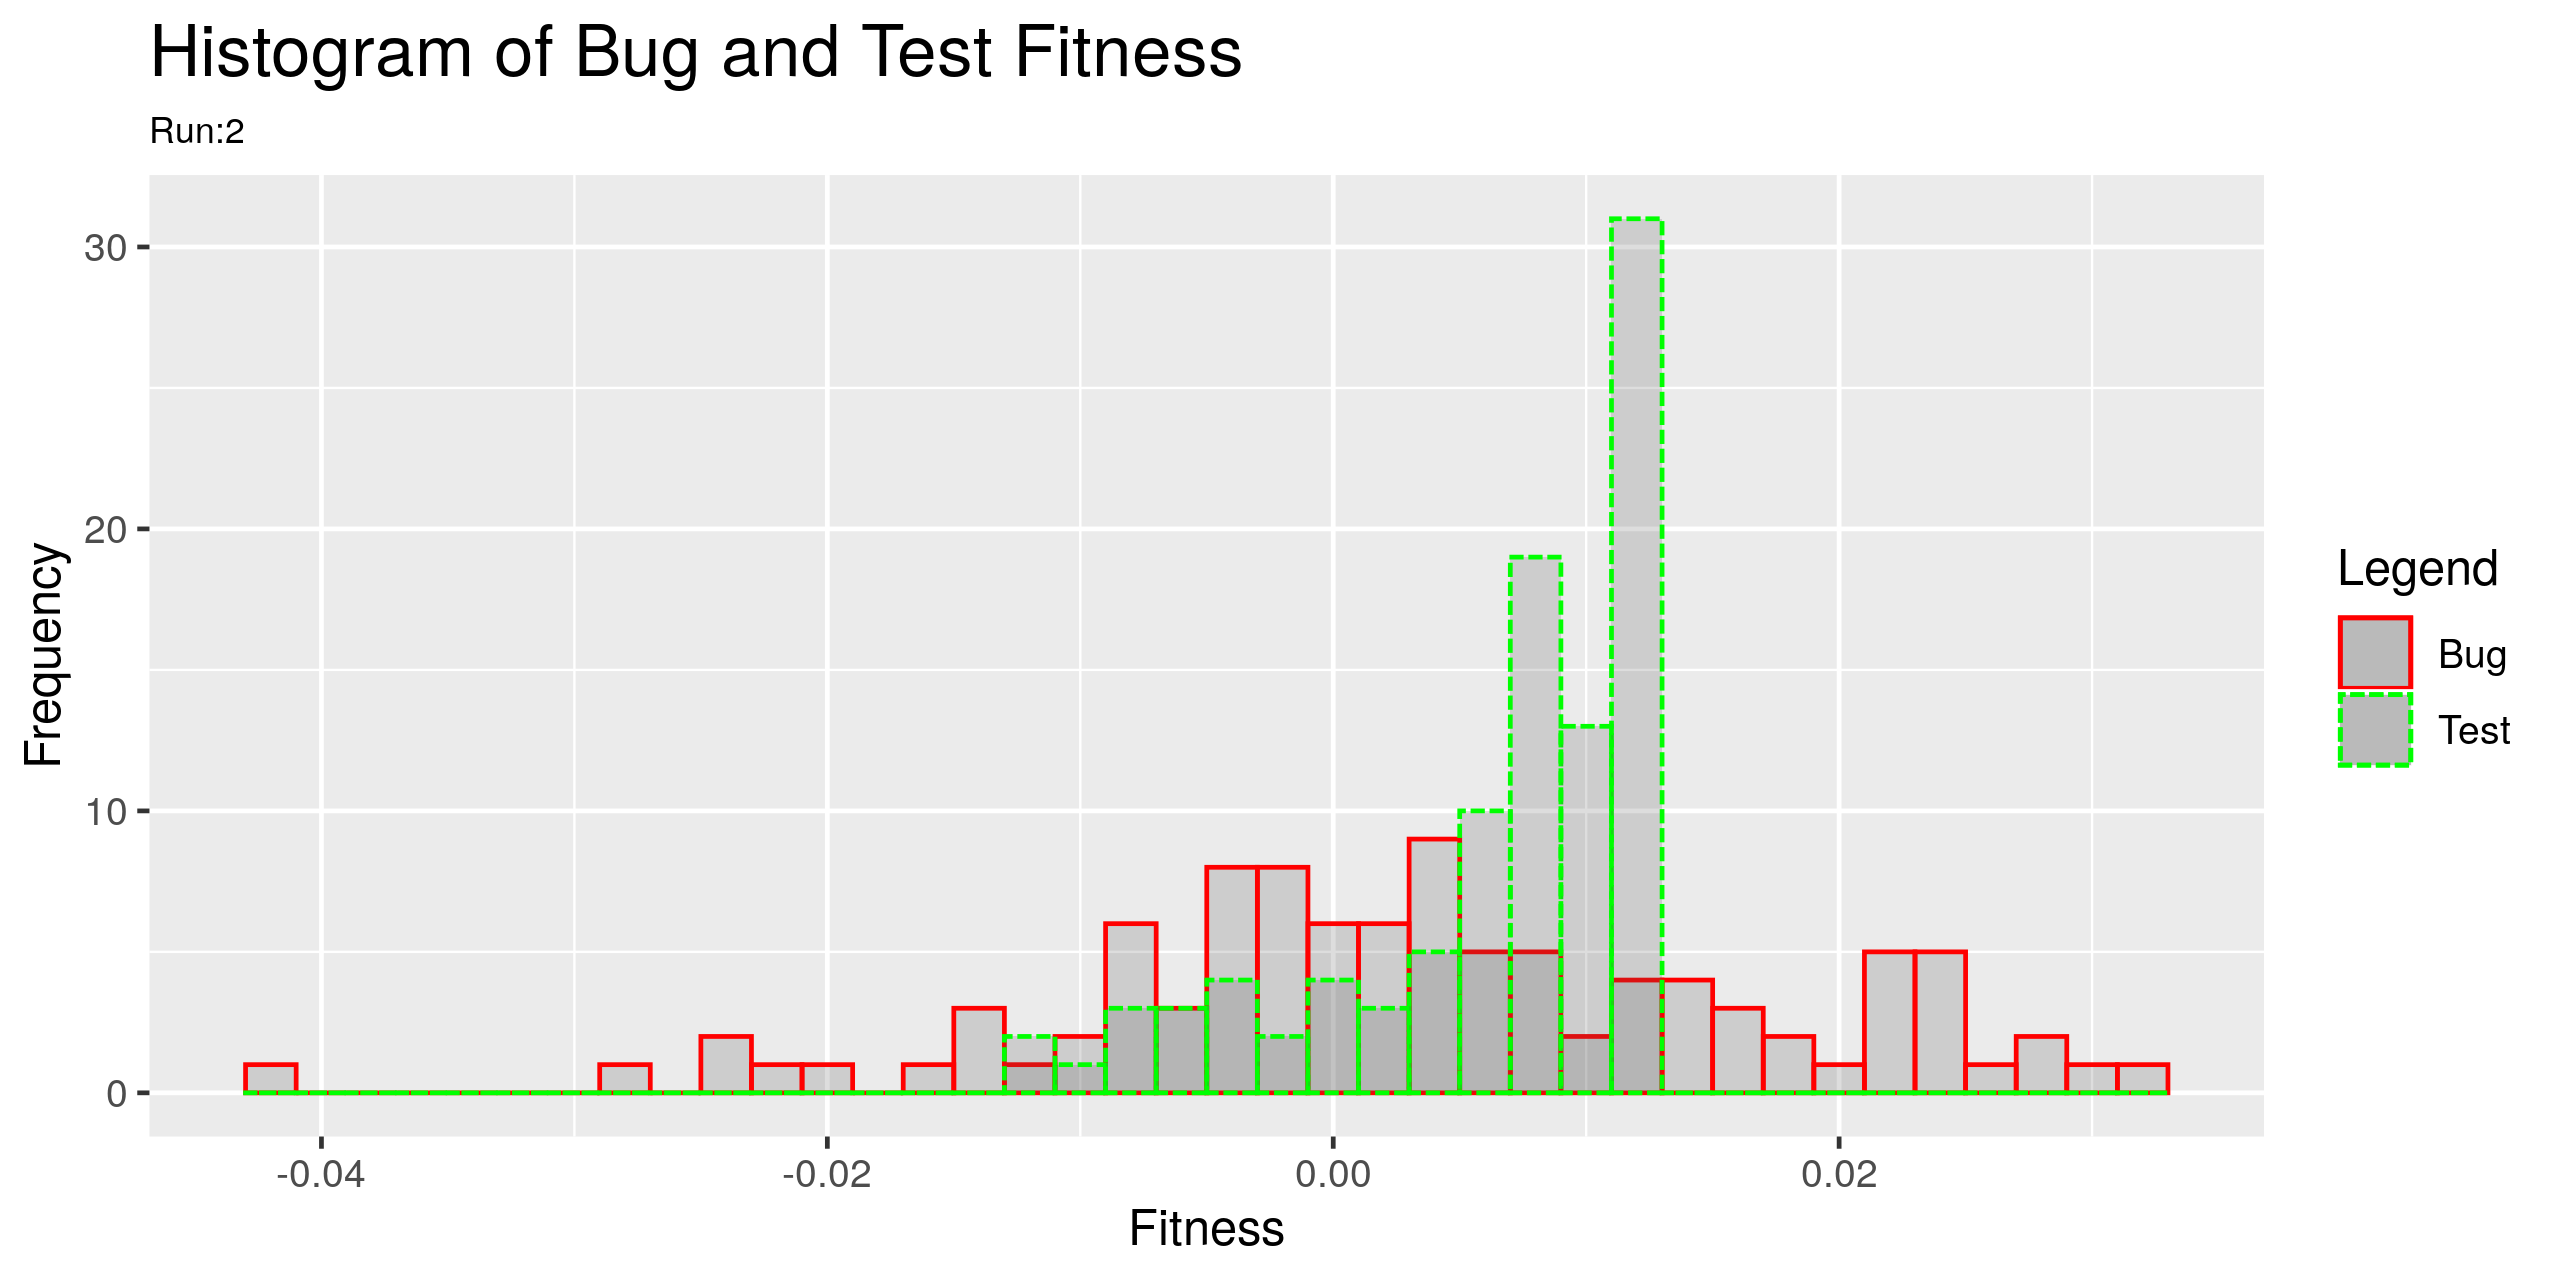 Histogram of Bug and Test Fitness
Run:2
30
20
10
0
Frequency
-0.04
-0.02
0.00
0.02
Fitness
Legend
Bug
Test